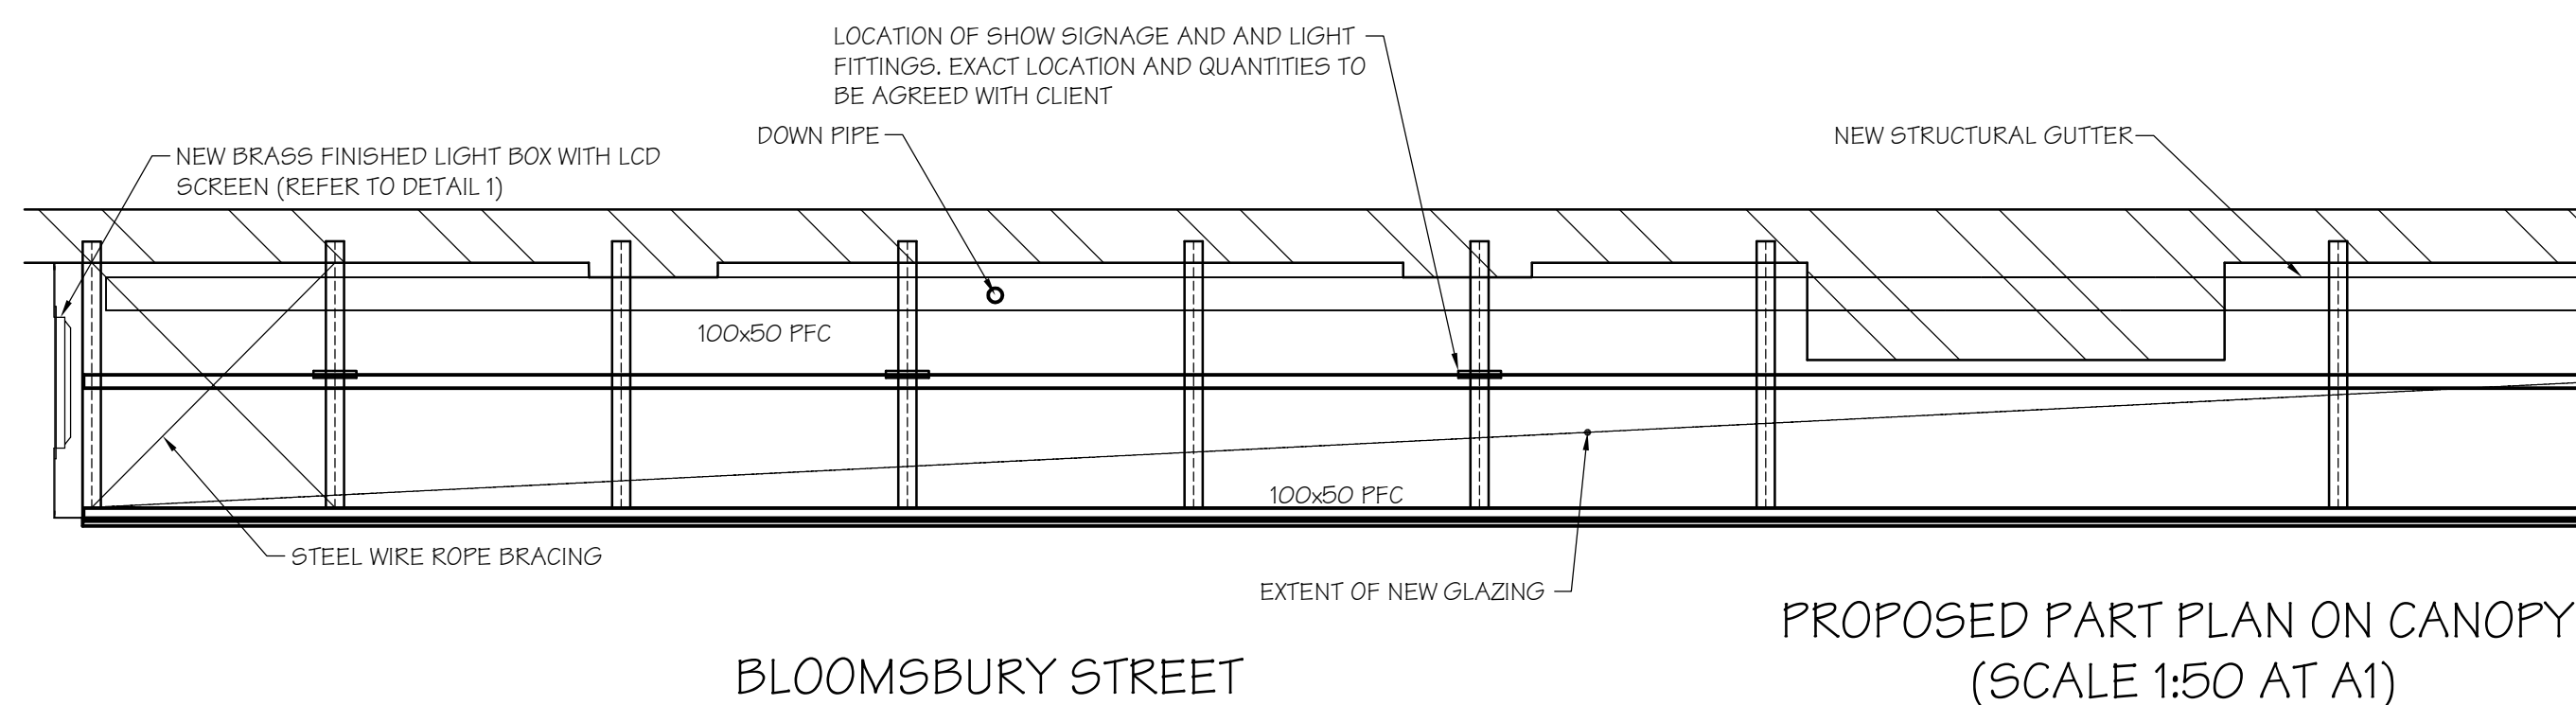 LOCATION OF SHOW SIGNAGE AND AND LIGHT
FITTINGS. EXACT LOCATION AND QUANTITIES TO
BE AGREED WITH CLIENT
DOWN PIPE
NEW STRUCTURAL GUTTER
NEW BRASS FINISHED LIGHT BOX WITH LCD
SCREEN (REFER TO DETAIL 1)
100x50 PFC
100x50 PFC
STEEL WIRE ROPE BRACING
EXTENT OF NEW GLAZING
PROPOSED PART PLAN ON CANOPY
(SCALE 1:50 AT A1)
BLOOMSBURY STREET